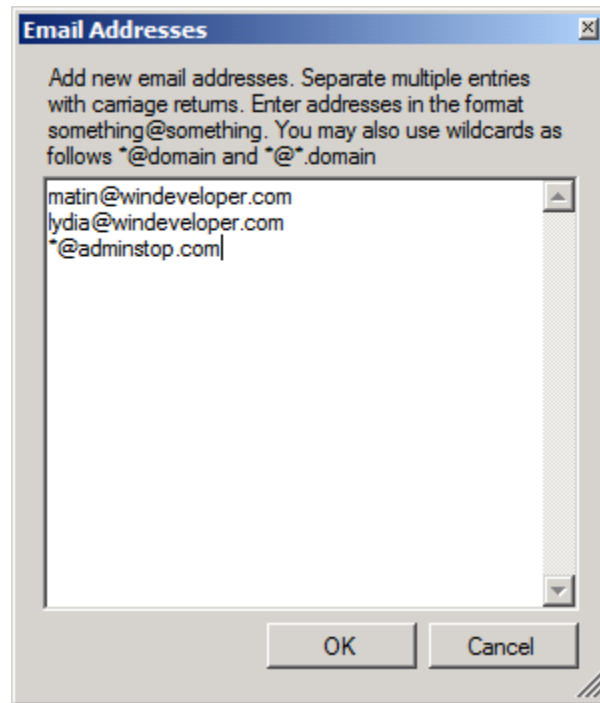 Email Addresses
Add new email addresses. Separate multiple entries
with carriage returns. Enter addresses in the format
something@something. You may also use wildcards as
follows *@domain and *@*.domain
matin@windeveloper.com
lydia@windeveloper.com
*@adminstop.com
OK
Cancel